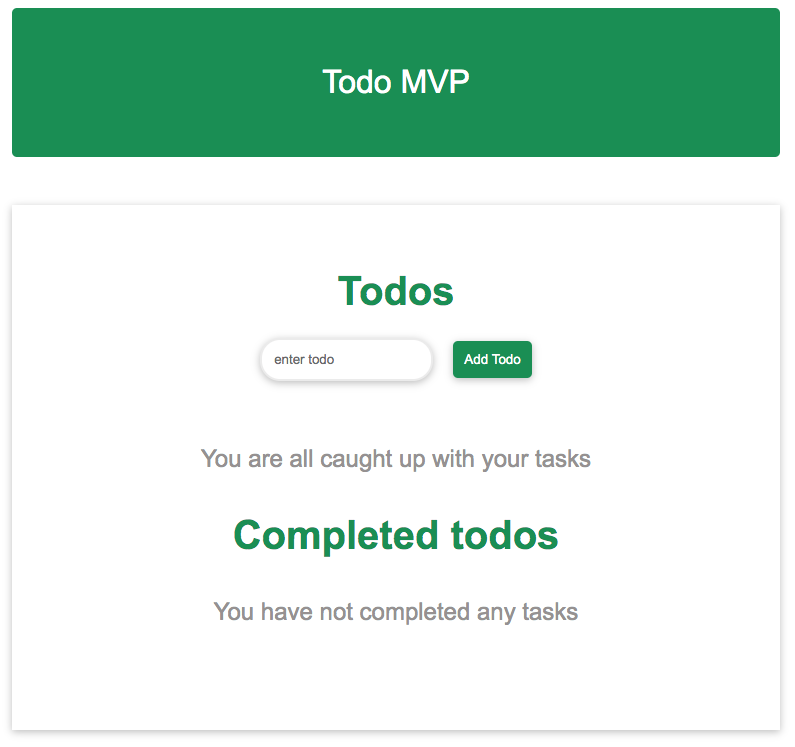 Todo MVP
Todos
enter todo
Add Todo
You are all caught up with your tasks
Completed todos
You have not completed any tasks